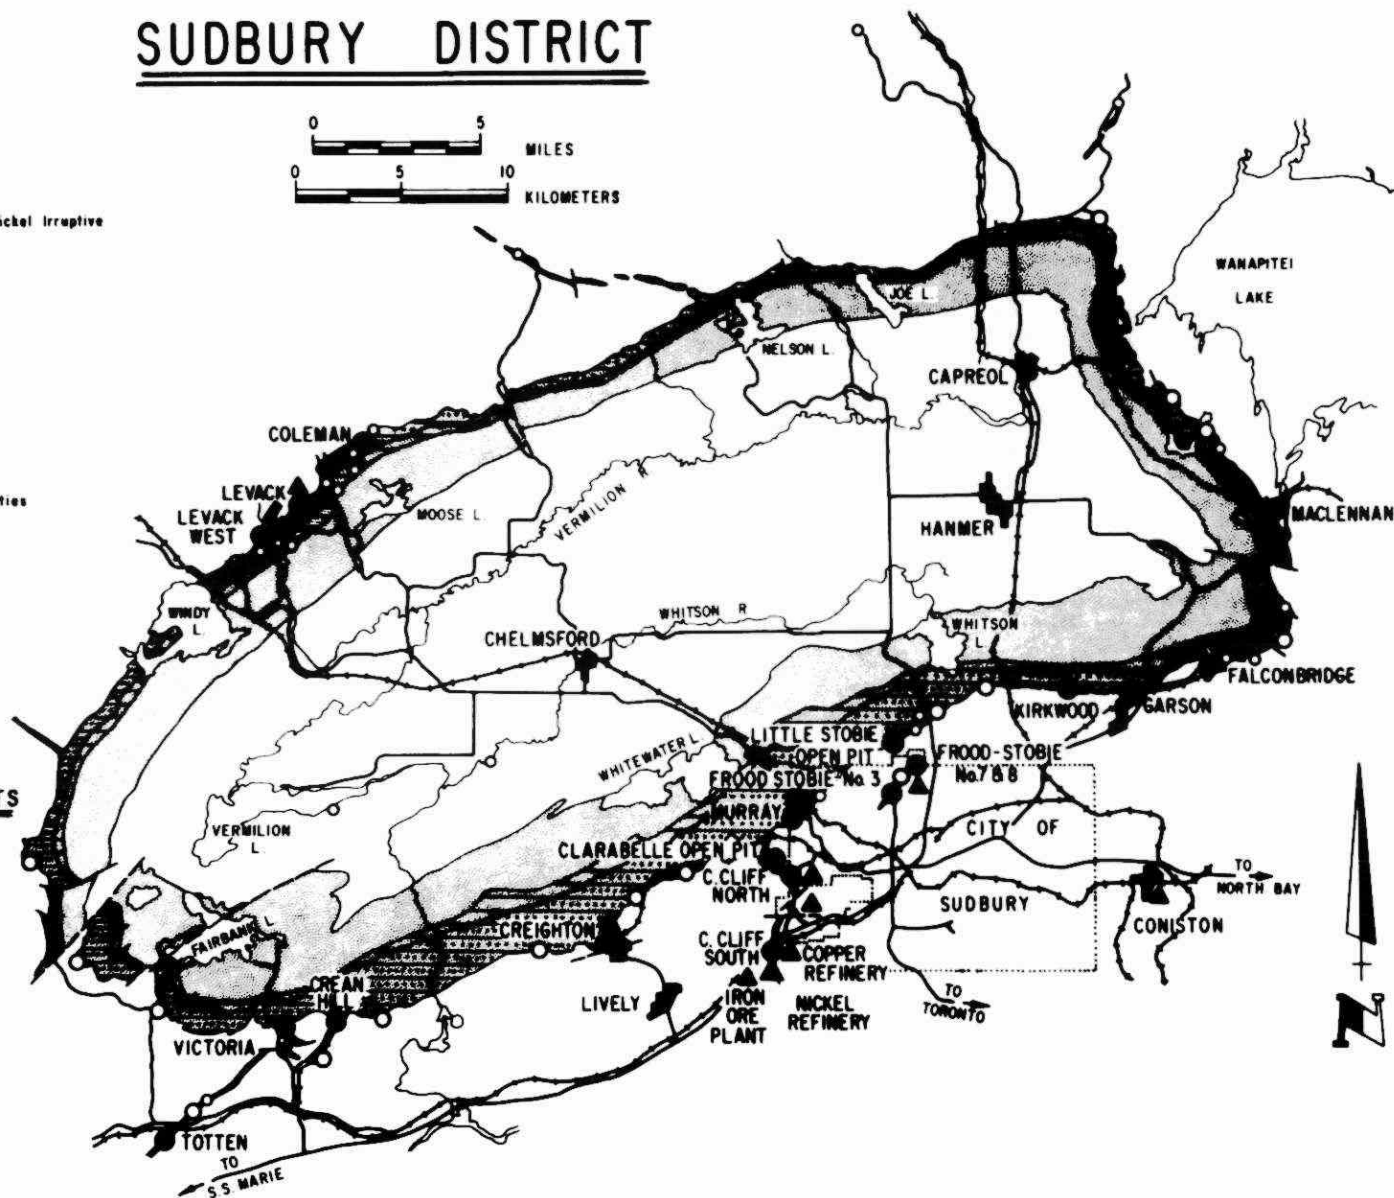 SUDBURY DISTRICT
0 5
MILES
0 5 10
KILOMETERS
ickel Irruptive
WANAPITEI
LAKE
JOE L.
NELSON L.
CAPREOL
COLEMAN
LEVACK
LEVACK
WEST
MOOSE L.
VERMILION R
HANMER
MACLENNAN
ties
WINDY
L.
WHITSON R
WHITSON
L.
CHELMSFORD
FALCONBRIDGE
KIRKWOOD
GARSON
LITTLE STOBIE
OPEN PIT
FROOD-STOBIE
No. 7 & 8
WHITEWATER L.
FROOD STOBIE-No. 3
TS
MURRAY
CITY OF
SUDBURY
VERMILION
L.
CLARABELLE OPEN PIT
C. CLIFF
NORTH
TO
NORTH BAY
CONISTON
FAIRBANK L.
CREIGHTON
C. CLIFF
SOUTH
COPPER
REFINERY
CREAN
HILL
LIVELY
IRON
ORE
PLANT
NICKEL
REFINERY
TO
TORONTO
N
VICTORIA
TOTTEN
TO
S.S. MARIE